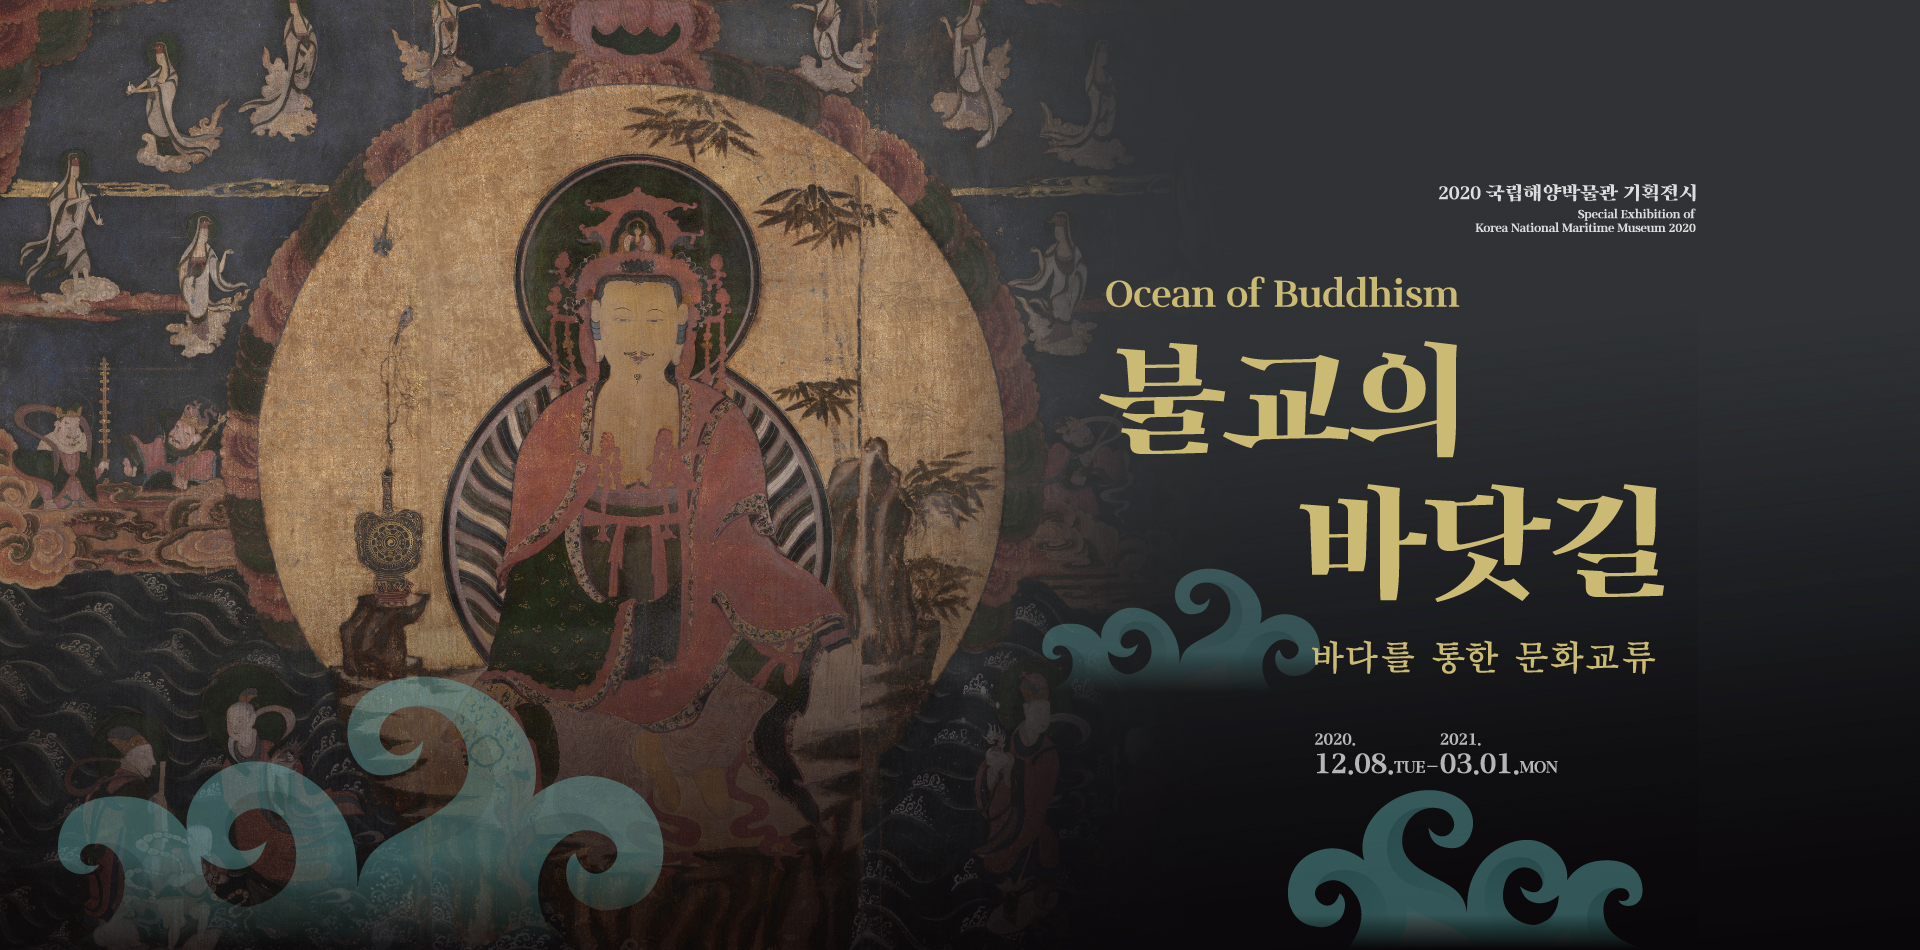 2020 국립해양박물관 기획전시
Special Exhibition of
Korea National Maritime Museum 2020
Ocean of Buddhism
불교의
바닷길
바다를 통한 문화교류
2020. 2021.
12.08.TUE–03.01.MON